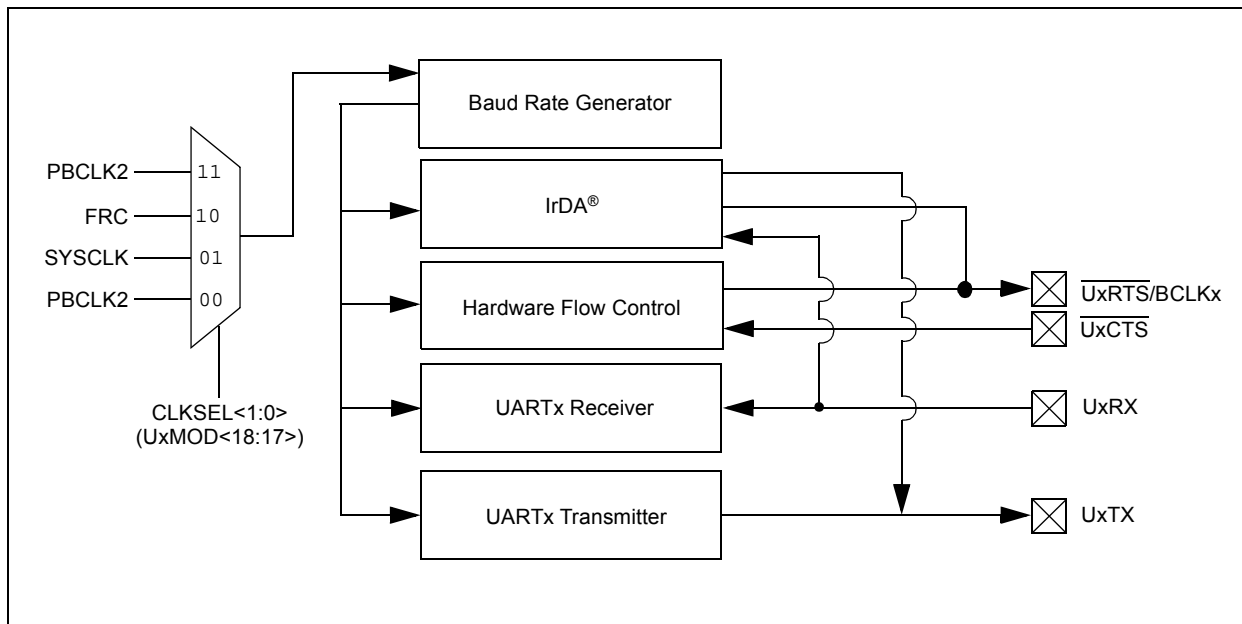 Baud Rate Generator
PBCLK2
11
IrDA®
FRC
10
SYSCLK
01
PBCLK2
00
Hardware Flow Control
UxRTS/BCLKx
UxCTS
CLKSEL<1:0>
(UxMOD<18:17>)
UARTx Receiver
UxRX
UARTx Transmitter
UxTX